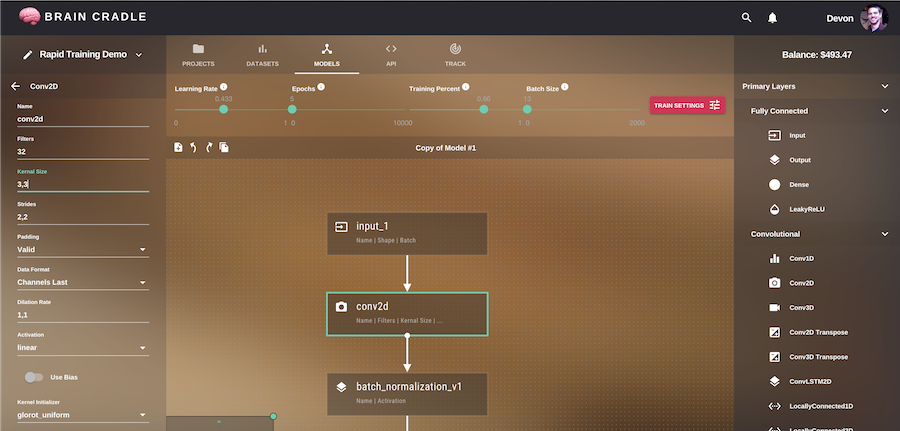 BRAIN CRADLE
Devon
Rapid Training Demo
PROJECTS
DATASETS
MODELS
API
TRACK
Balance: $493.47
Conv2D
Name
conv2d
Filters
32
Kernal Size
3,3
Strides
2,2
Padding
Valid
Data Format
Channels Last
Dilation Rate
1,1
Activation
linear
Use Bias
Kernel Initializer
glorot_uniform
Learning Rate
0.433
0 1
Epochs
5
0 10000
Training Percent
0.86
0 1
Batch Size
13
0 2000
TRAIN SETTINGS
Copy of Model #1
input_1
Name | Shape | Batch
conv2d
Name | Filters | Kernal Size | ...
batch_normalization_v1
Name | Activation
Primary Layers
Fully Connected
Input
Output
Dense
LeakyReLU
Convolutional
Conv1D
Conv2D
Conv3D
Conv2D Transpose
Conv3D Transpose
ConvLSTM2D
LocallyConnected1D
LocallyConnected2D